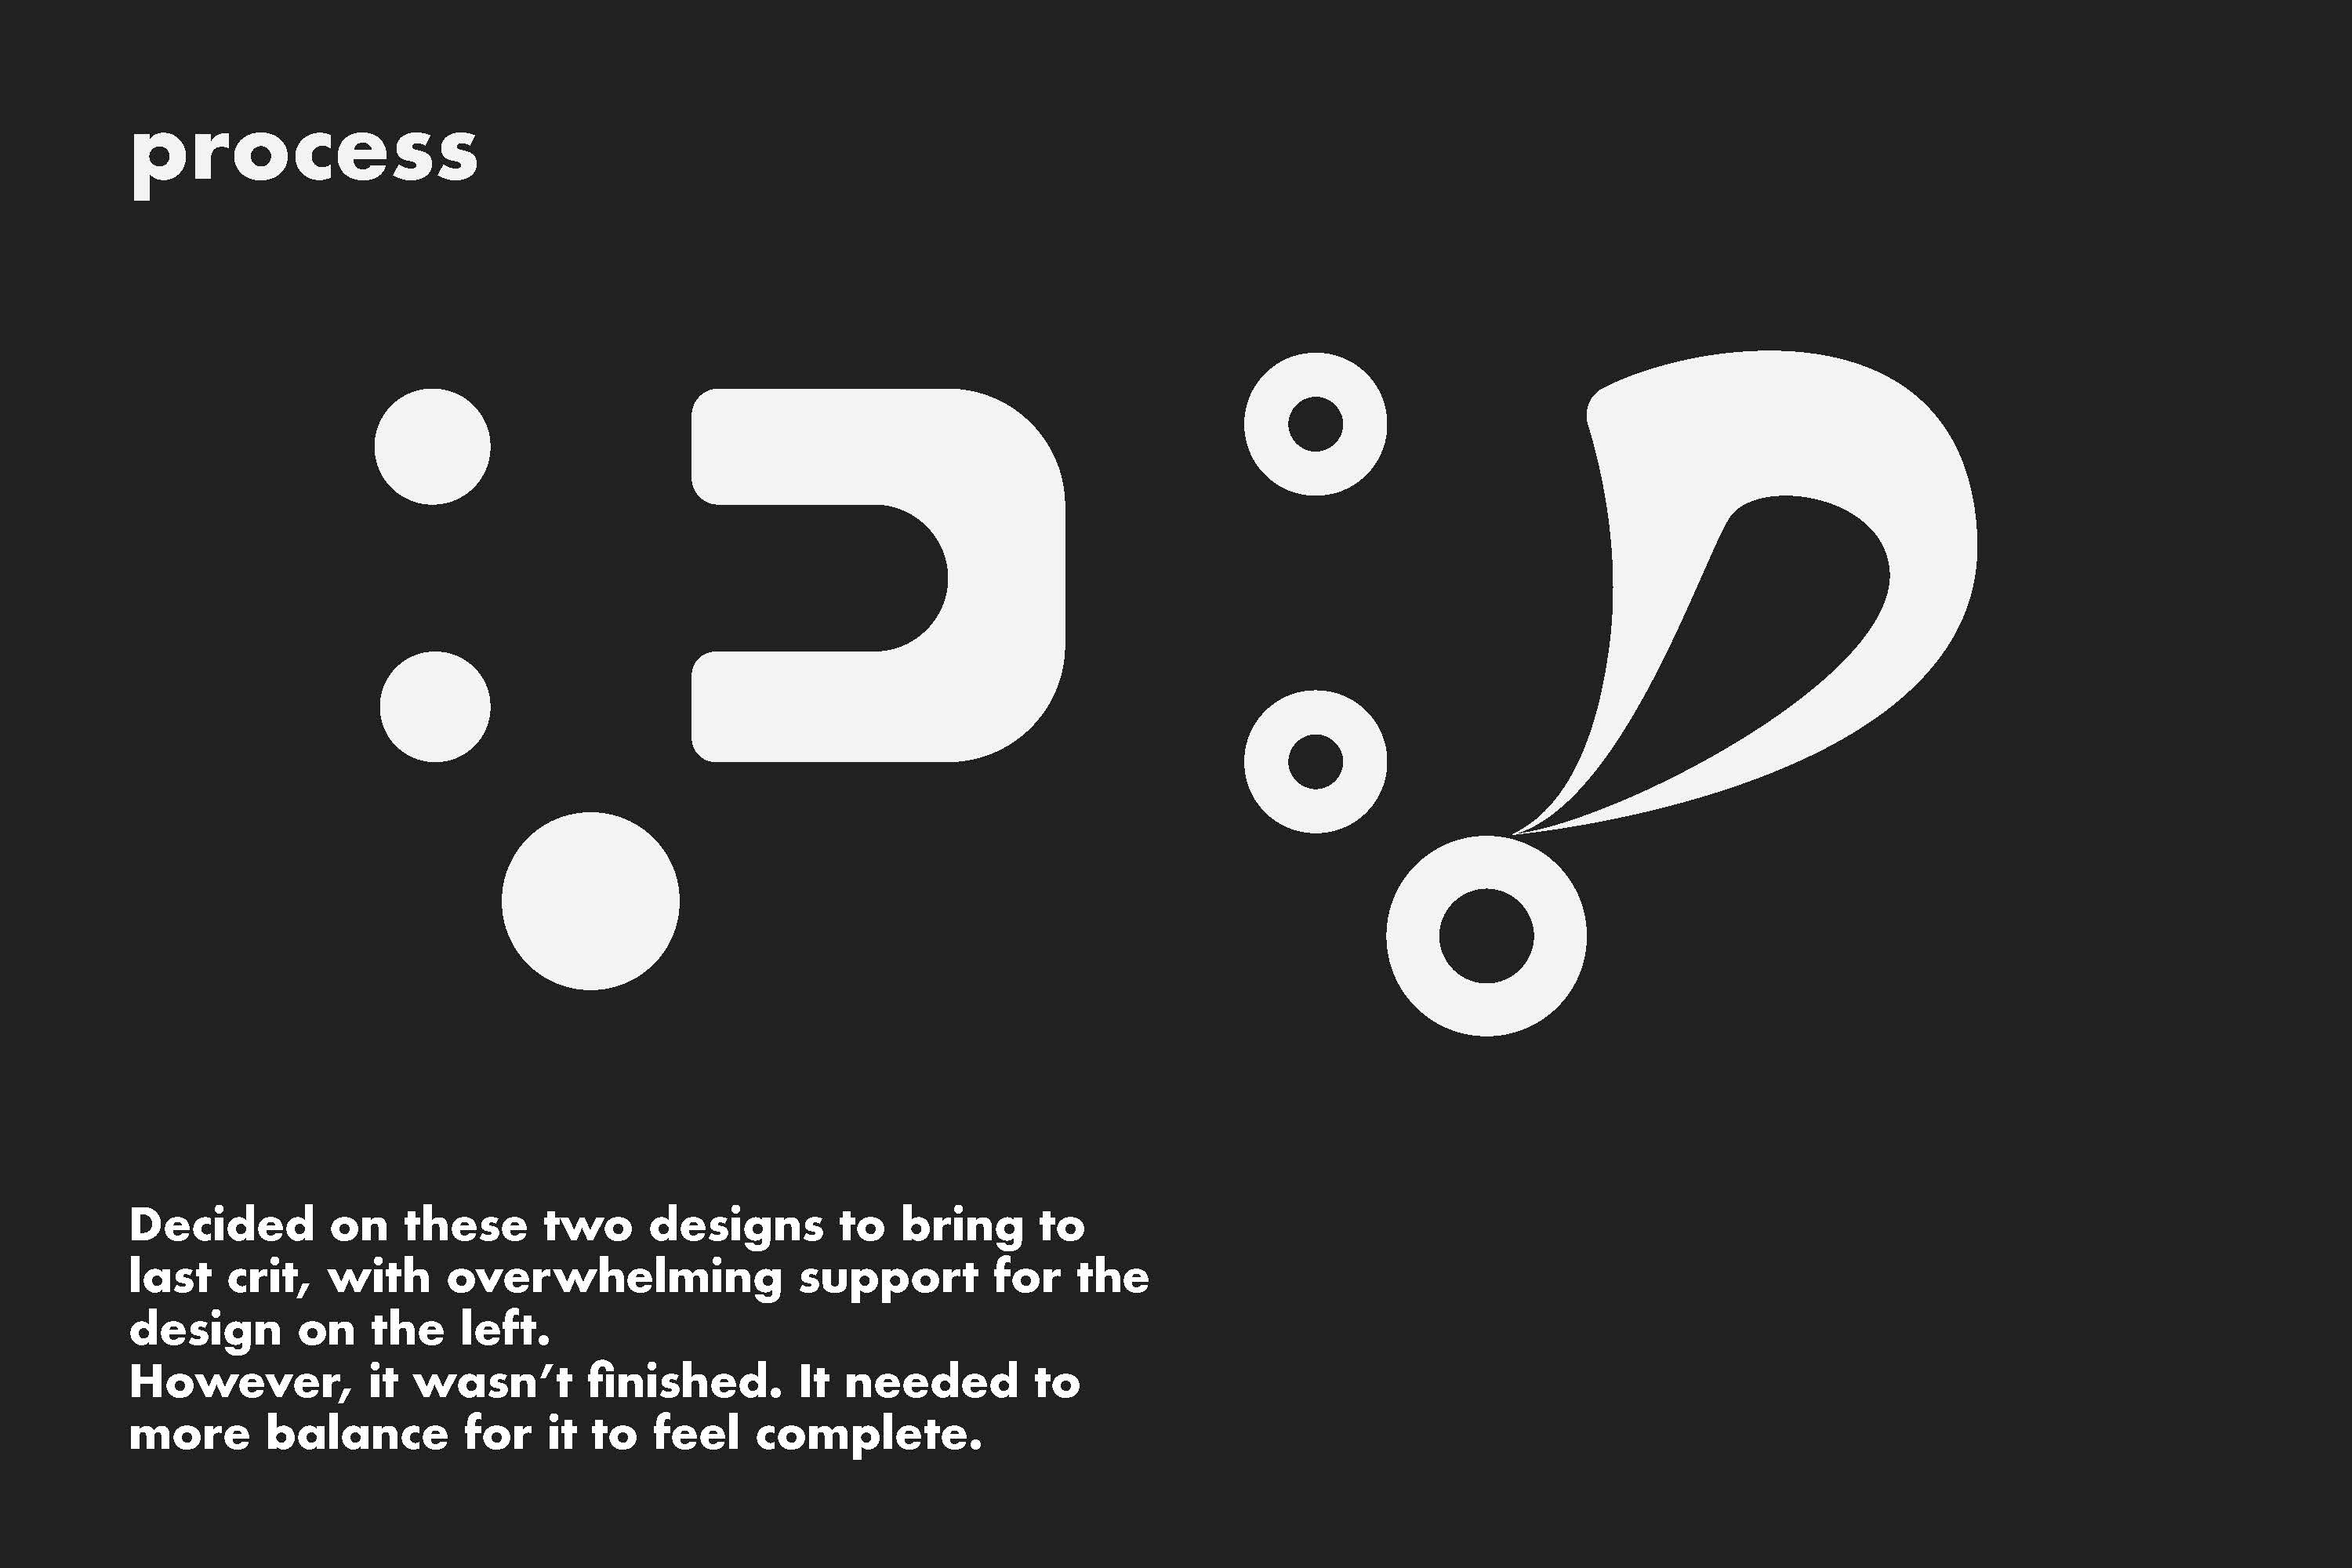 process
Decided on these two designs to bring to
last crit, with overwhelming support for the
design on the left.
However, it wasn't finished. It needed to
more balance for it to feel complete.